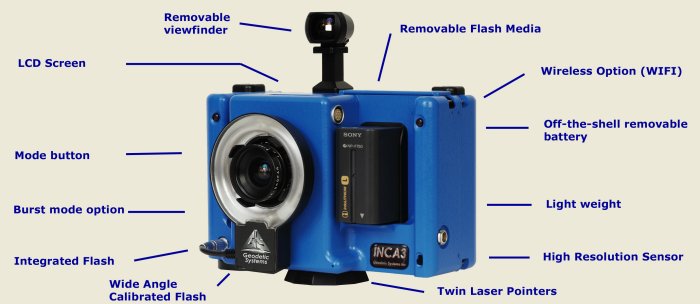 Removable
viewfinder
Removable Flash Media
LCD Screen
Wireless Option (WIFI)
Off-the-shell removable
battery
SONY
Mode button
Burst mode option
Light weight
Geodetic
Systems
INCA3
Geodetic Systems Inc
Integrated Flash
High Resolution Sensor
Wide Angle
Calibrated Flash
Twin Laser Pointers